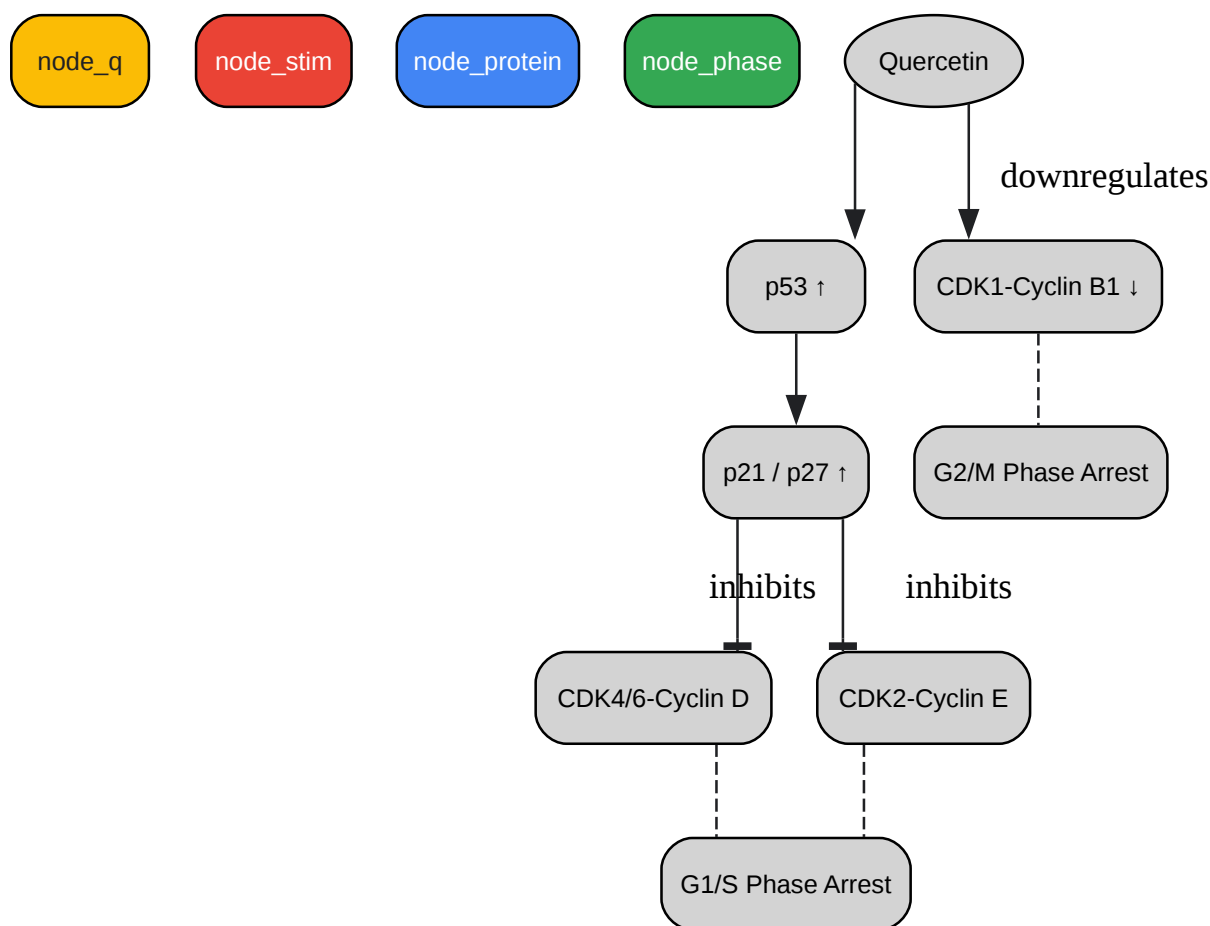 node_q
node_stim
node_protein
node_phase
Quercetin
downregulates
p53 ↑
CDK1-Cyclin B1 ↓
p21 / p27 ↑
G2/M Phase Arrest
inhibits
inhibits
CDK4/6-Cyclin D
CDK2-Cyclin E
G1/S Phase Arrest